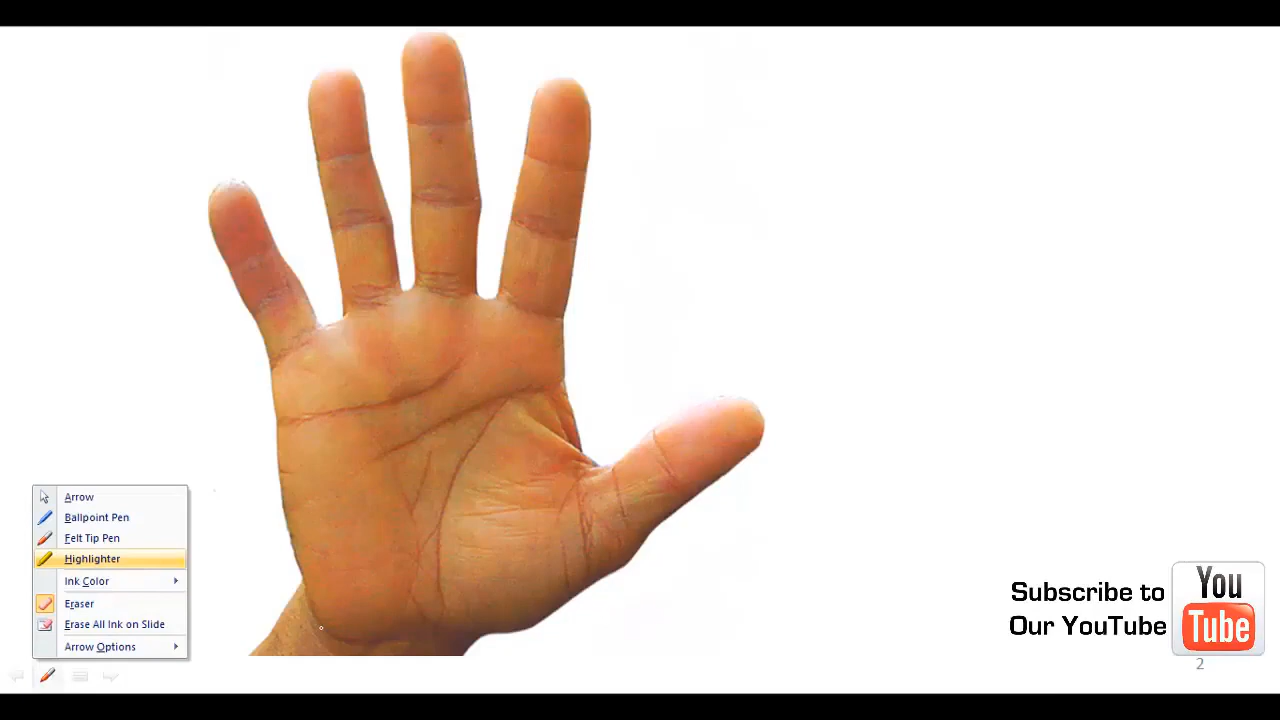 Arrow
Ballpoint Pen
Felt Tip Pen
Highlighter
Ink Color
Eraser
Erase All Ink on Slide
Arrow Options
Subscribe to
Our YouTube
You
Tube
2